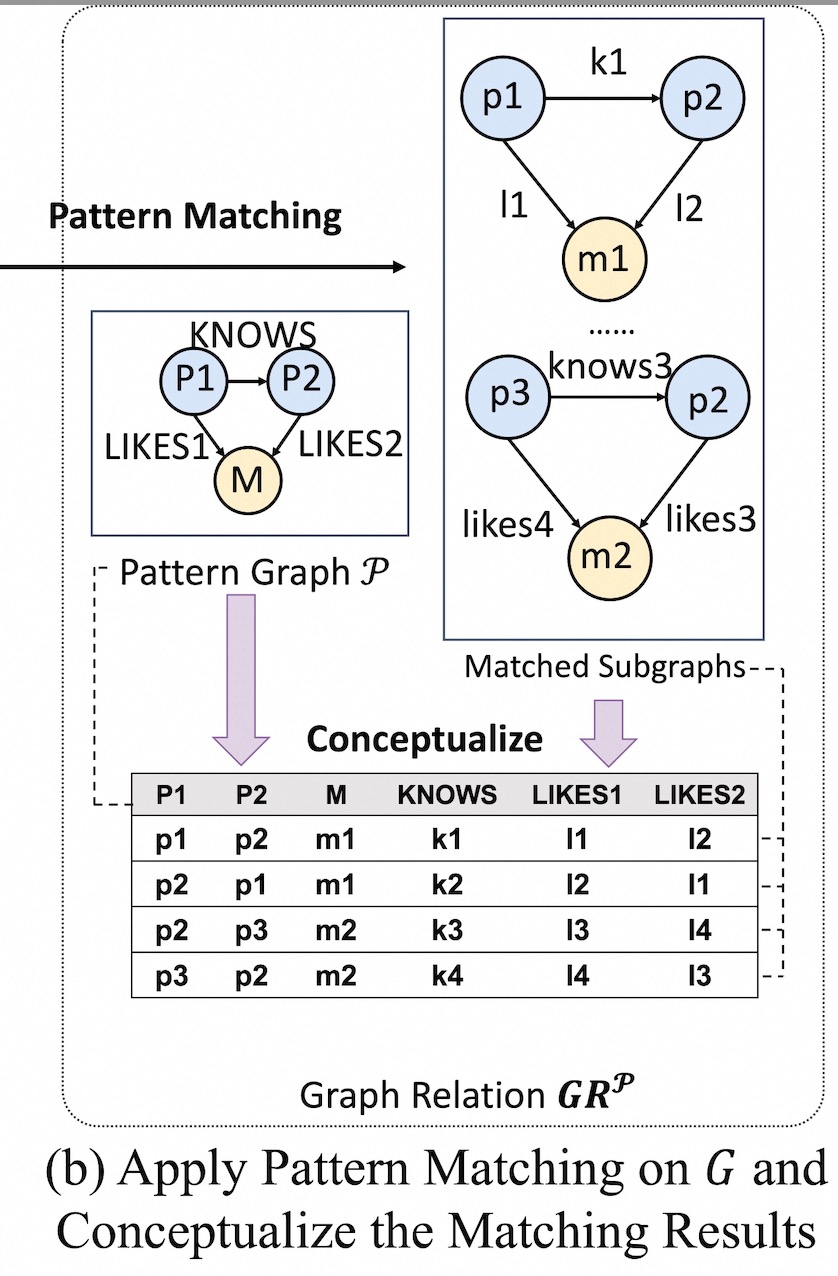 Pattern Matching
KNOWS
P1
P2
LIKES1
LIKES2
M
Pattern Graph 𝒫
k1
p1
p2
l1
l2
m1
......
knows3
p3
p2
likes4
likes3
m2
Matched Subgraphs
Conceptualize
P1 P2 M KNOWS LIKES1 LIKES2
p1 p2 m1 k1 l1 l2
p2 p1 m1 k2 l2 l1
p2 p3 m2 k3 l3 l4
p3 p2 m2 k4 l4 l3
Graph Relation GR^𝒫
(b) Apply Pattern Matching on G and
Conceptualize the Matching Results